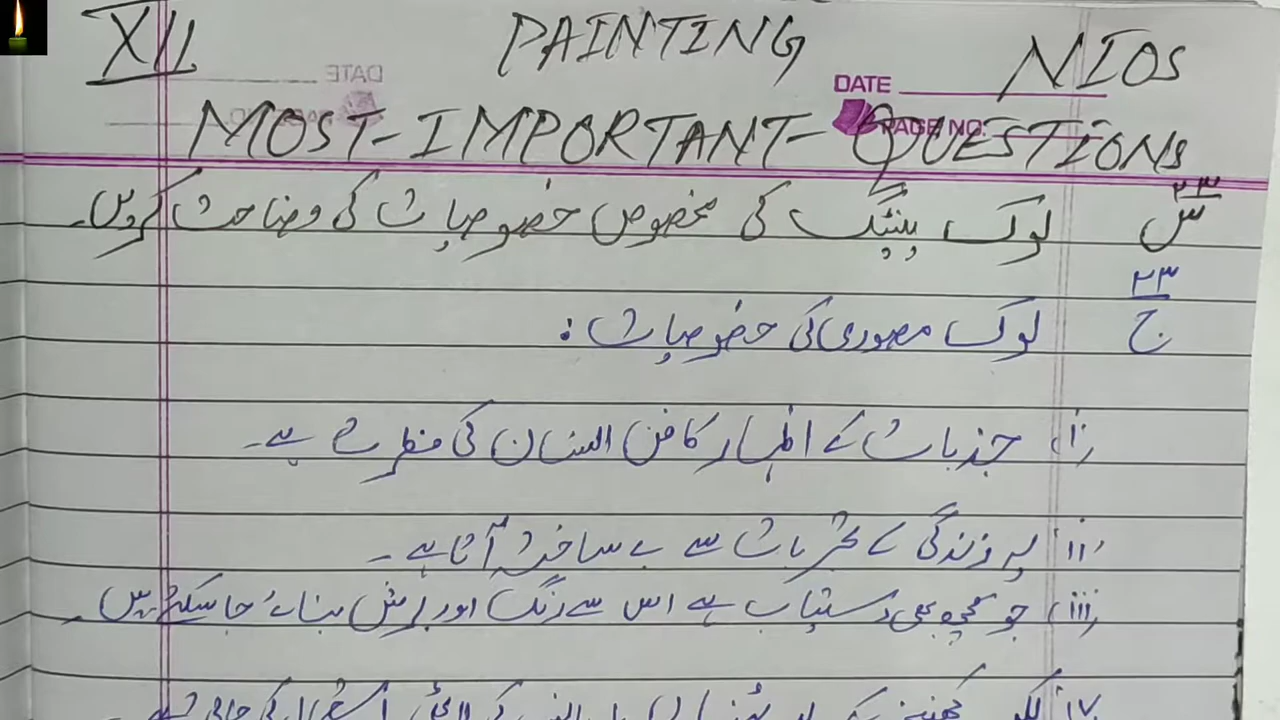 XII PAINTING NIOS
DATE
MOST-IMPORTANT-QUESTIONS
PAGE NO:
س ۲۳ لوک پینٹنگ کی مخصوص خصوصیات کی وضاحت کریں۔
ج ۲۳ لوک مصوری کی خصوصیات :
(i) جذبات کے اظہار کا فن انسان کی فطرت ہے۔
(ii) یہ زندگی کے تجربات سے بے ساختہ آتا ہے۔
(iii) جو کچھ بھی دستیاب ہے اس سے رنگ اور برش بنائے جا سکتے ہیں۔
(iv)